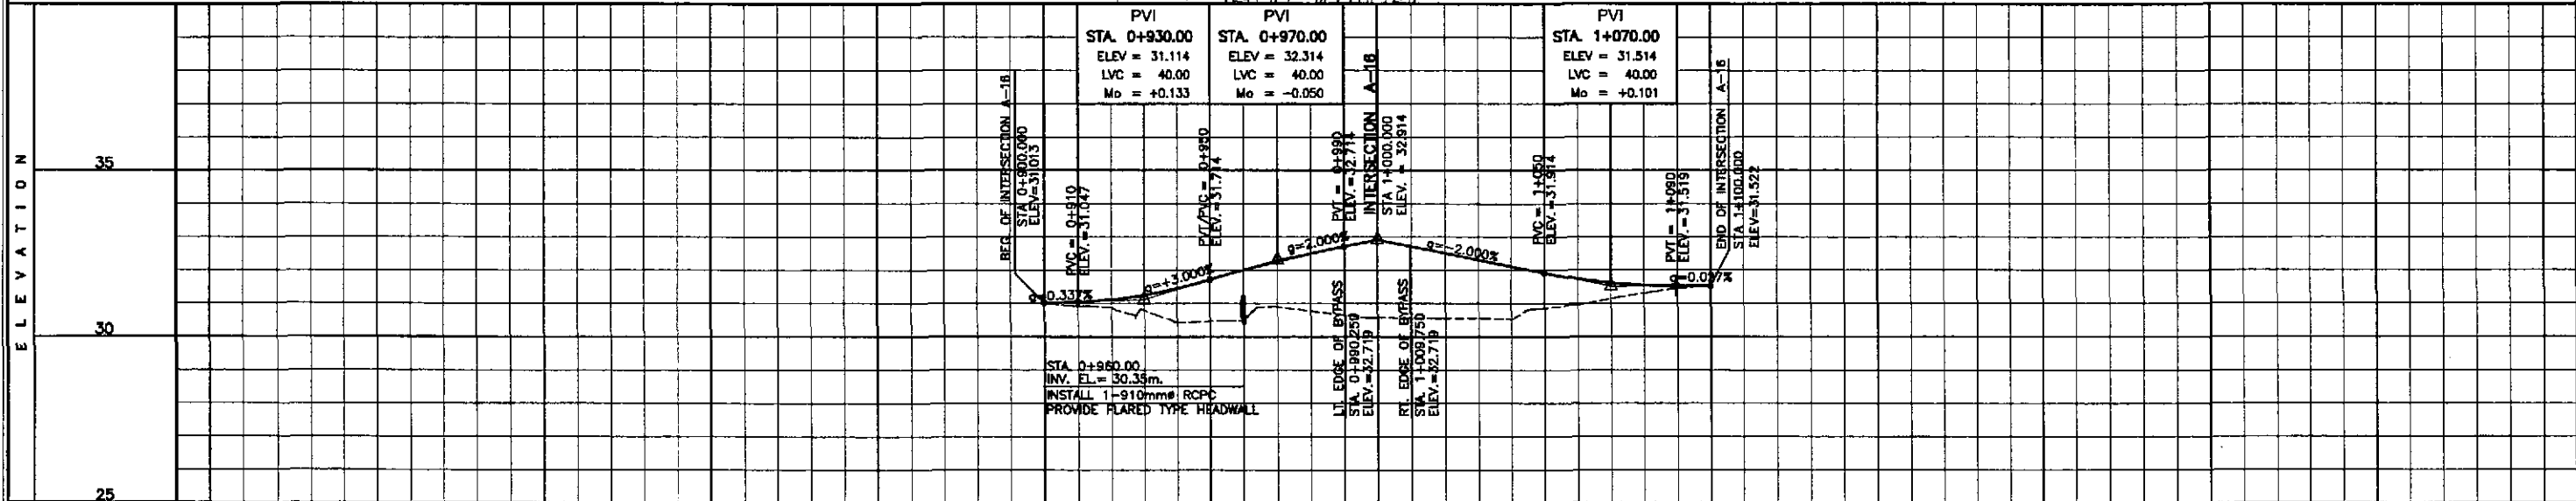 PVI
STA. 0+930.00
ELEV = 31.114
LVC = 40.00
Mo = +0.133
PVI
STA. 0+970.00
ELEV = 32.314
LVC = 40.00
Mo = -0.050
PVI
STA. 1+070.00
ELEV = 31.514
LVC = 40.00
Mo = +0.101
ELEVATION
35
30
25
BEG. OF INTERSECTION A-16
STA 0+900.000
ELEV=31.013
PVC = 0+910
ELEV. =31.047
PVT/PVC = 0+950
ELEV. =31.714
PVT = 0+990
ELEV. =32.714
INTERSECTION A-16
STA 1+000.000
ELEV. = 32.914
PVC = 1+050
ELEV. =31.914
PVT = 1+090
ELEV. =31.519
END OF INTERSECTION A-16
STA 1+100.000
ELEV=31.522
g=0.337%
g=+3.000%
g=2.000%
g=-2.000%
g=0.037%
LT. EDGE OF BYPASS
STA. 0+990.250
ELEV.=32.719
RT. EDGE OF BYPASS
STA. 1+009.750
ELEV.=32.719
STA. 0+960.00
INV. EL.= 30.35m.
INSTALL 1-910mmø RCPC
PROVIDE FLARED TYPE HEADWALL